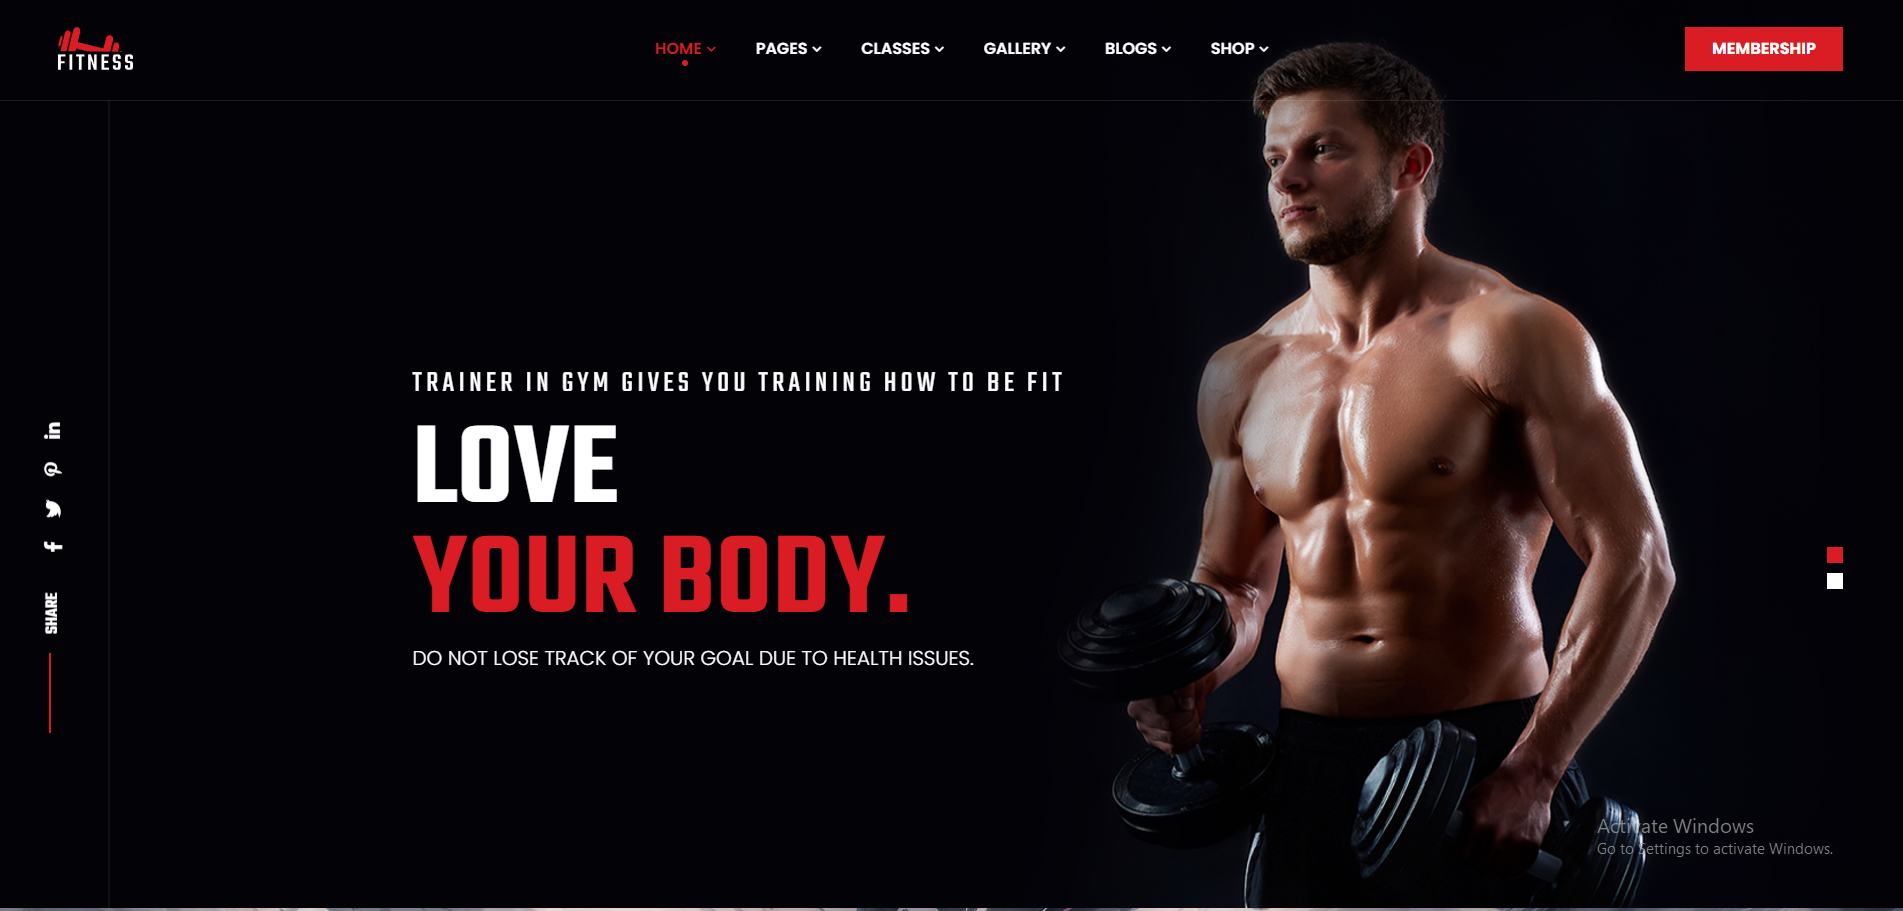 FITNESS
HOME
PAGES
CLASSES
GALLERY
BLOGS
SHOP
MEMBERSHIP
TRAINER IN GYM GIVES YOU TRAINING HOW TO BE FIT
LOVE
YOUR BODY.
DO NOT LOSE TRACK OF YOUR GOAL DUE TO HEALTH ISSUES.
SHARE
Activate Windows
Go to Settings to activate Windows.